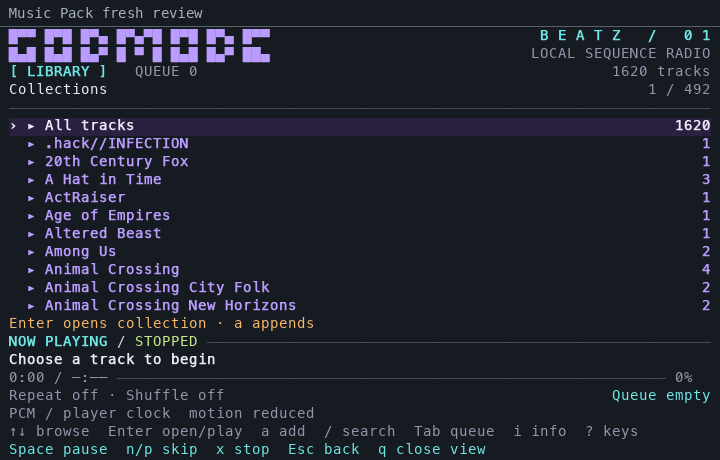 Music Pack fresh review
B E A T Z / 0 1
LOCAL SEQUENCE RADIO
[ LIBRARY ] QUEUE 0 1620 tracks
Collections 1 / 492
› ▸ All tracks 1620
▸ .hack//INFECTION 1
▸ 20th Century Fox 1
▸ A Hat in Time 3
▸ ActRaiser 1
▸ Age of Empires 1
▸ Altered Beast 1
▸ Among Us 2
▸ Animal Crossing 4
▸ Animal Crossing City Folk 2
▸ Animal Crossing New Horizons 2
Enter opens collection · a appends
NOW PLAYING / STOPPED
Choose a track to begin
0:00 / —:—— 0%
Repeat off · Shuffle off Queue empty
PCM / player clock motion reduced
↑↓ browse Enter open/play a add / search Tab queue i info ? keys
Space pause n/p skip x stop Esc back q close view